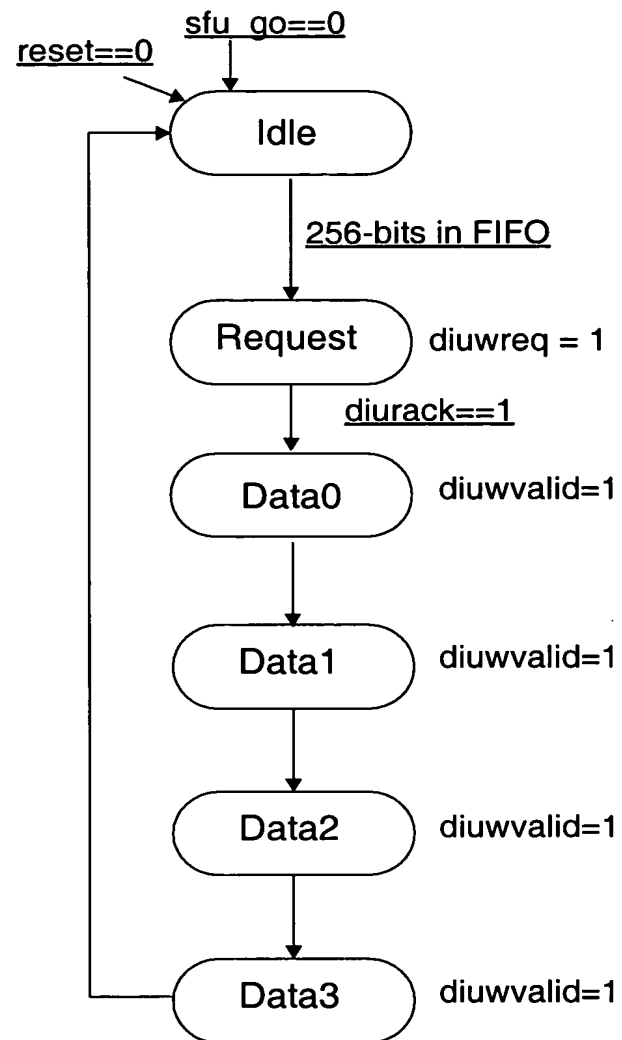 sfu_go==0
reset==0
Idle
256-bits in FIFO
Request
diuwreq = 1
diurack==1
Data0
diuwvalid=1
Data1
diuwvalid=1
Data2
diuwvalid=1
Data3
diuwvalid=1